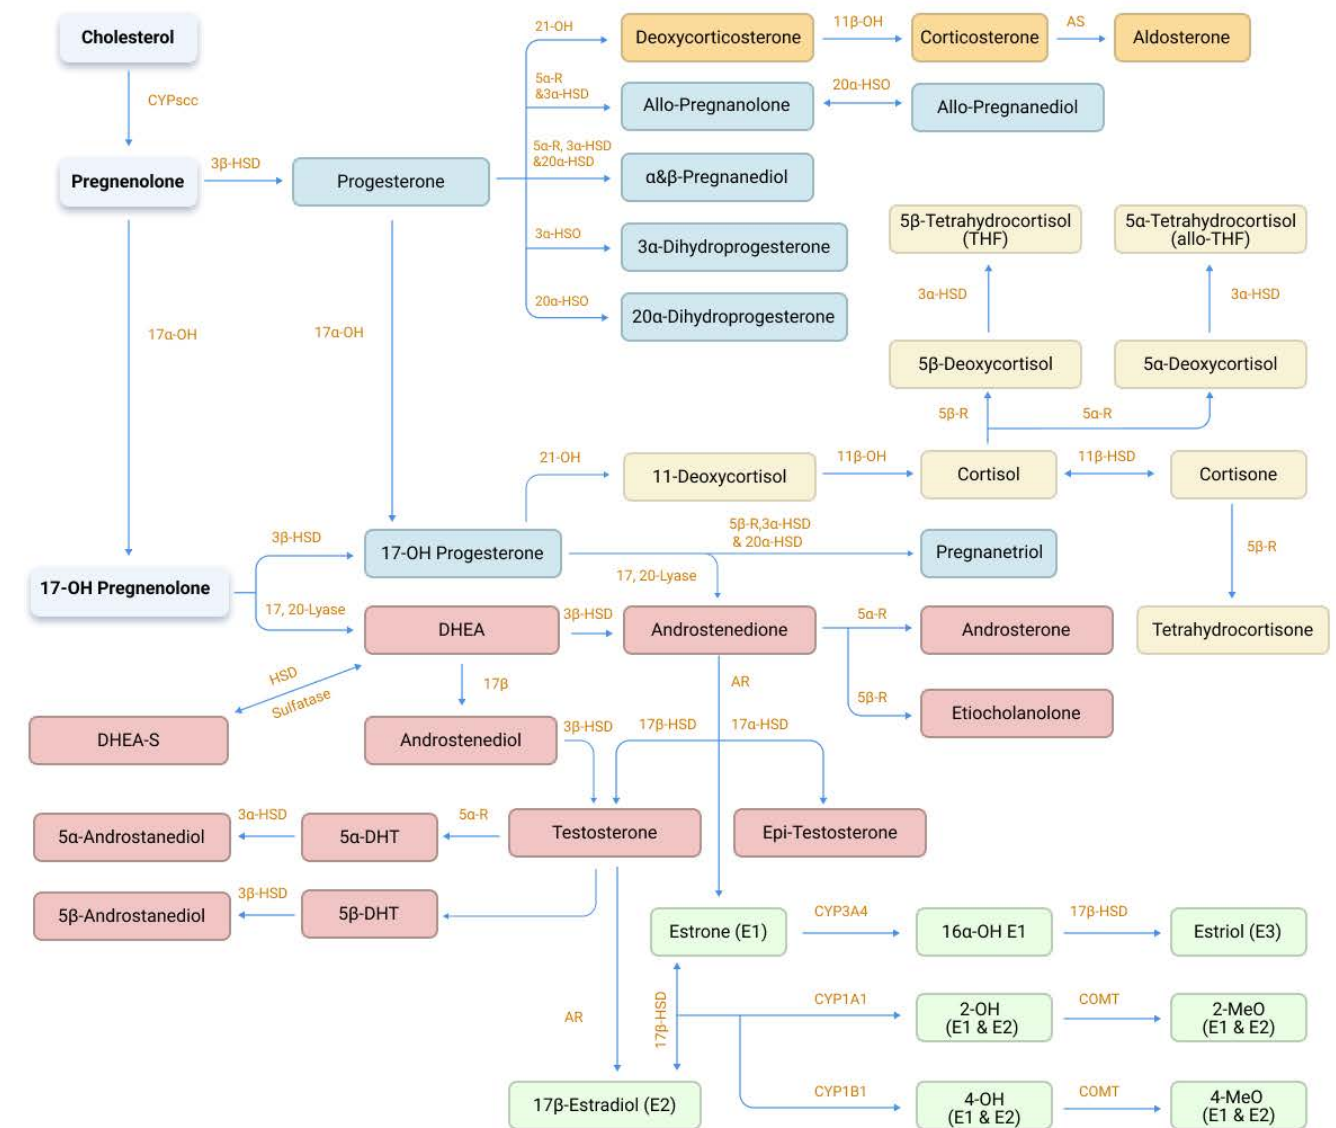 Cholesterol
CYPscc
Pregnenolone
3β-HSD
Progesterone
21-OH
Deoxycorticosterone
11β-OH
Corticosterone
AS
Aldosterone
5α-R
&3α-HSD
Allo-Pregnanolone
20α-HSO
Allo-Pregnanediol
5α-R, 3α-HSD
&20α-HSD
α&β-Pregnanediol
3α-HSO
3α-Dihydroprogesterone
20α-HSO
20α-Dihydroprogesterone
17α-OH
17α-OH
5β-Tetrahydrocortisol
(THF)
5α-Tetrahydrocortisol
(allo-THF)
3α-HSD
3α-HSD
5β-Deoxycortisol
5α-Deoxycortisol
5β-R
5α-R
21-OH
11-Deoxycortisol
11β-OH
Cortisol
11β-HSD
Cortisone
5β-R
Tetrahydrocortisone
17-OH Pregnenolone
3β-HSD
17-OH Progesterone
5β-R,3α-HSD
& 20α-HSD
Pregnanetriol
17, 20-Lyase
17, 20-Lyase
DHEA
3β-HSD
Androstenedione
5α-R
Androsterone
5β-R
Etiocholanolone
HSD
Sulfatase
DHEA-S
17β
Androstenediol
3β-HSD
AR
17β-HSD
17α-HSD
5α-Androstanediol
3α-HSD
5α-DHT
5α-R
Testosterone
Epi-Testosterone
5β-Androstanediol
3β-HSD
5β-DHT
Estrone (E1)
CYP3A4
16α-OH E1
17β-HSD
Estriol (E3)
AR
17β-HSD
CYP1A1
2-OH
(E1 & E2)
COMT
2-MeO
(E1 & E2)
17β-Estradiol (E2)
CYP1B1
4-OH
(E1 & E2)
COMT
4-MeO
(E1 & E2)